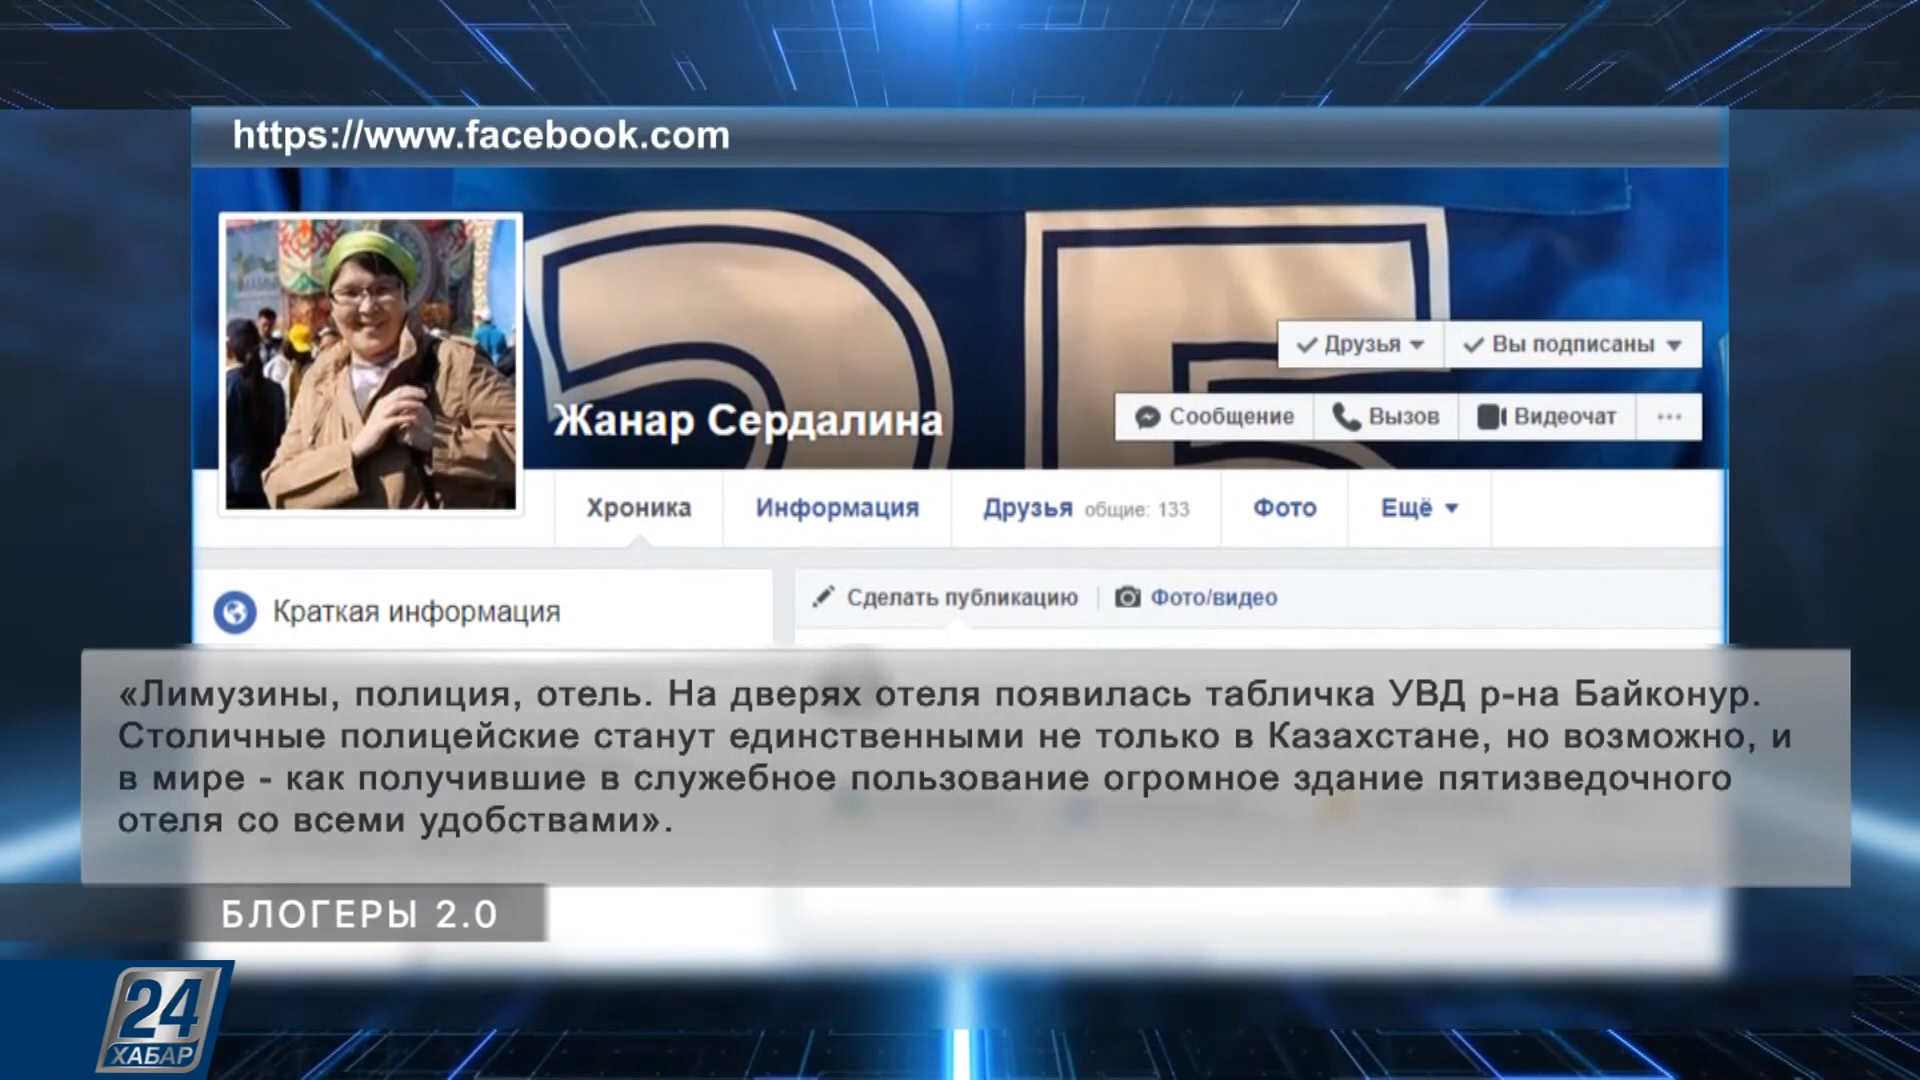 https://www.facebook.com
Друзья
Вы подписаны
Жанар Сердалина
Сообщение
Вызов
Видеочат
Хроника
Информация
Друзья общие: 133
Фото
Ещё
Краткая информация
Сделать публикацию
Фото/видео
«Лимузины, полиция, отель. На дверях отеля появилась табличка УВД р-на Байконур.
Столичные полицейские станут единственными не только в Казахстане, но возможно, и
в мире - как получившие в служебное пользование огромное здание пятизведочного
отеля со всеми удобствами».
БЛОГЕРЫ 2.0
24
ХАБАР